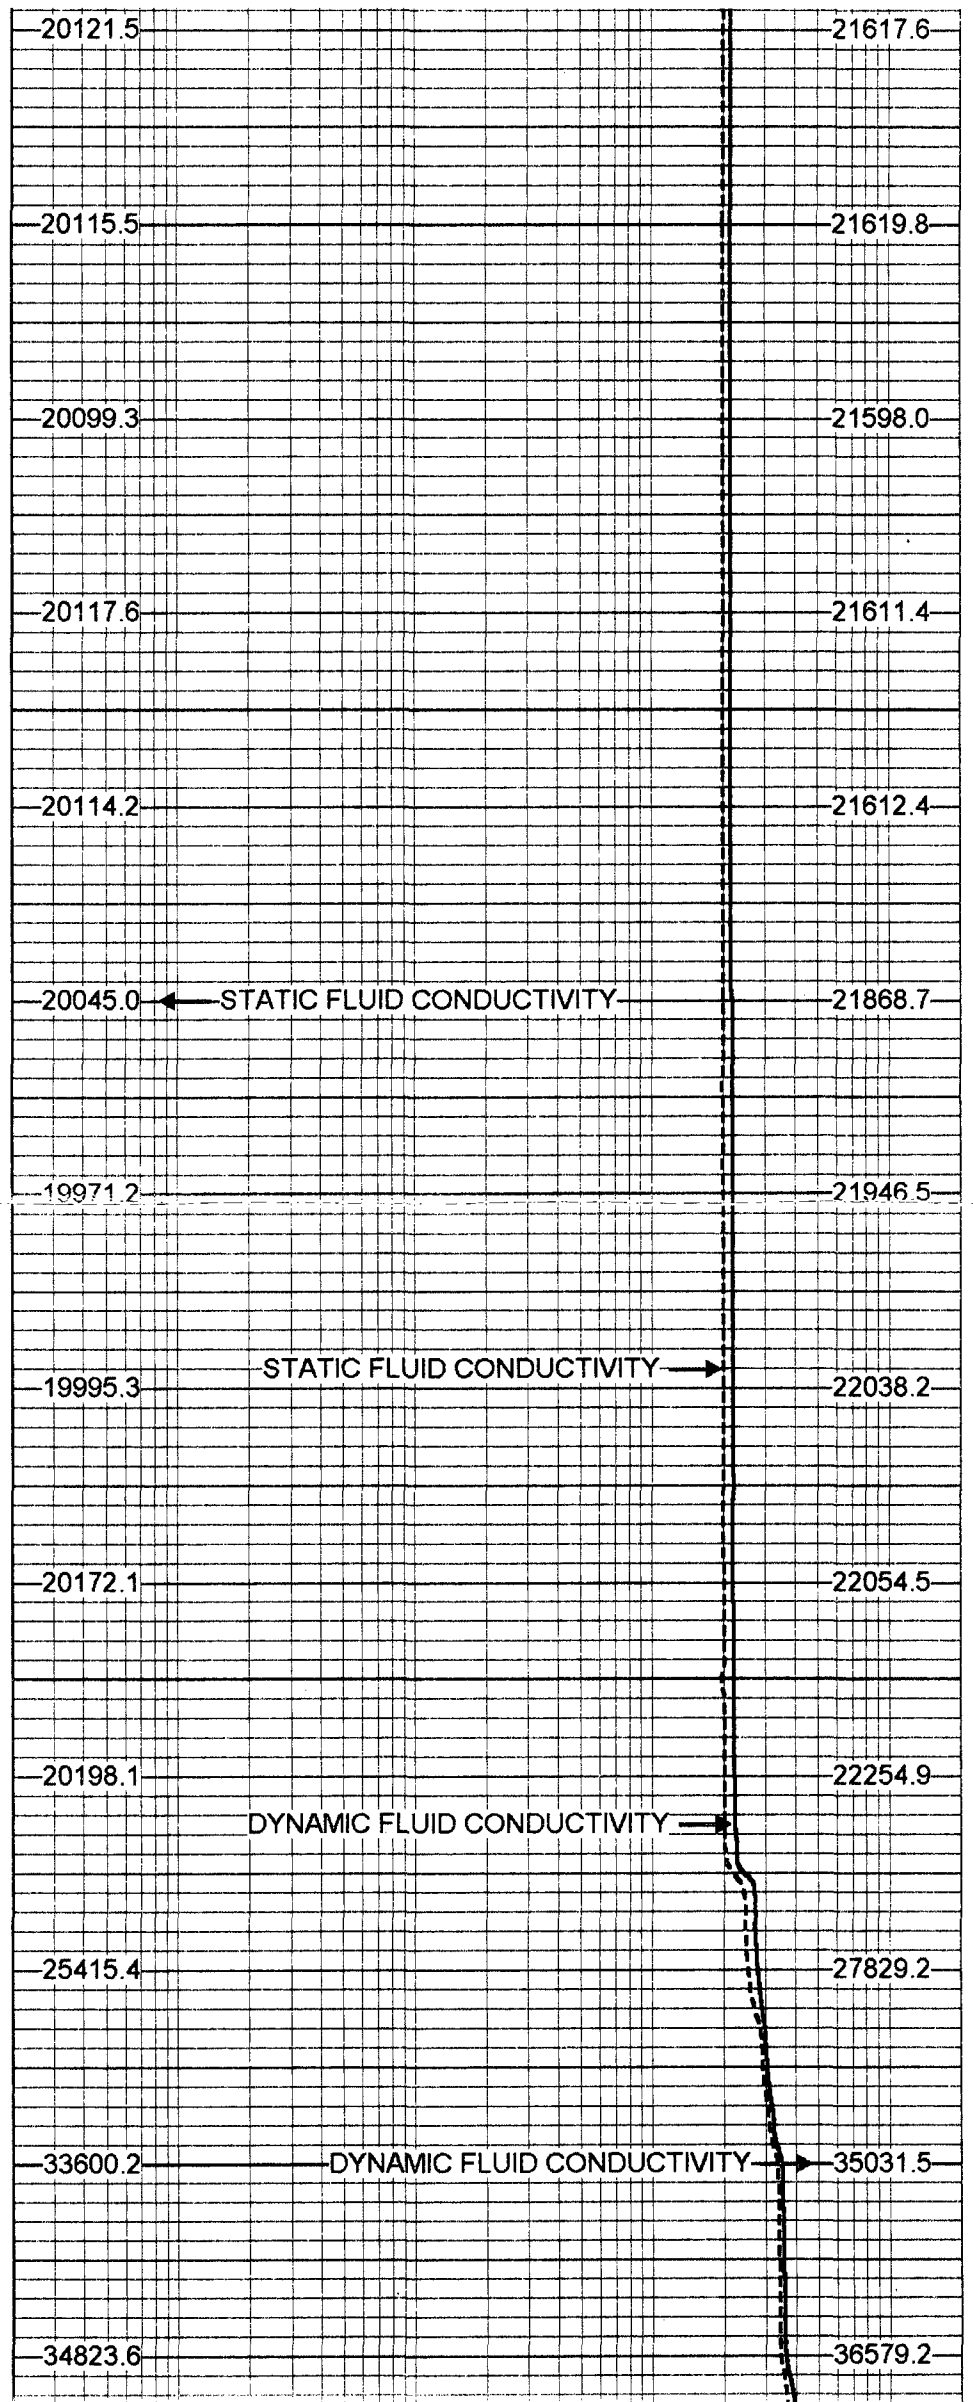 20121.5 21617.6
20115.5 21619.8
20099.3 21598.0
20117.6 21611.4
20114.2 21612.4
20045.0 STATIC FLUID CONDUCTIVITY 21868.7
19971.2 21946.5
STATIC FLUID CONDUCTIVITY
19995.3 22038.2
20172.1 22054.5
20198.1 22254.9
DYNAMIC FLUID CONDUCTIVITY
25415.4 27829.2
33600.2 DYNAMIC FLUID CONDUCTIVITY 35031.5
34823.6 36579.2